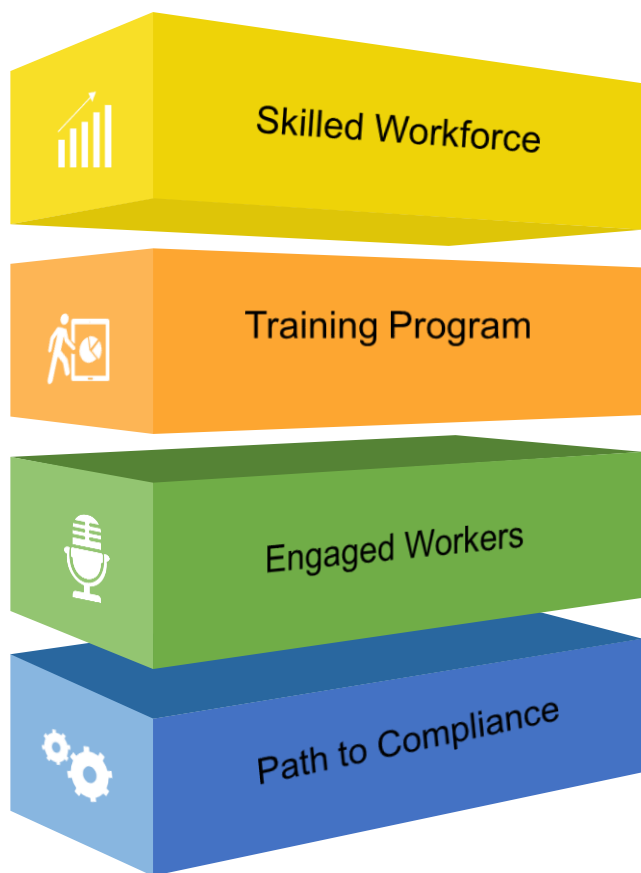 Skilled Workforce
Training Program
Engaged Workers
Path to Compliance